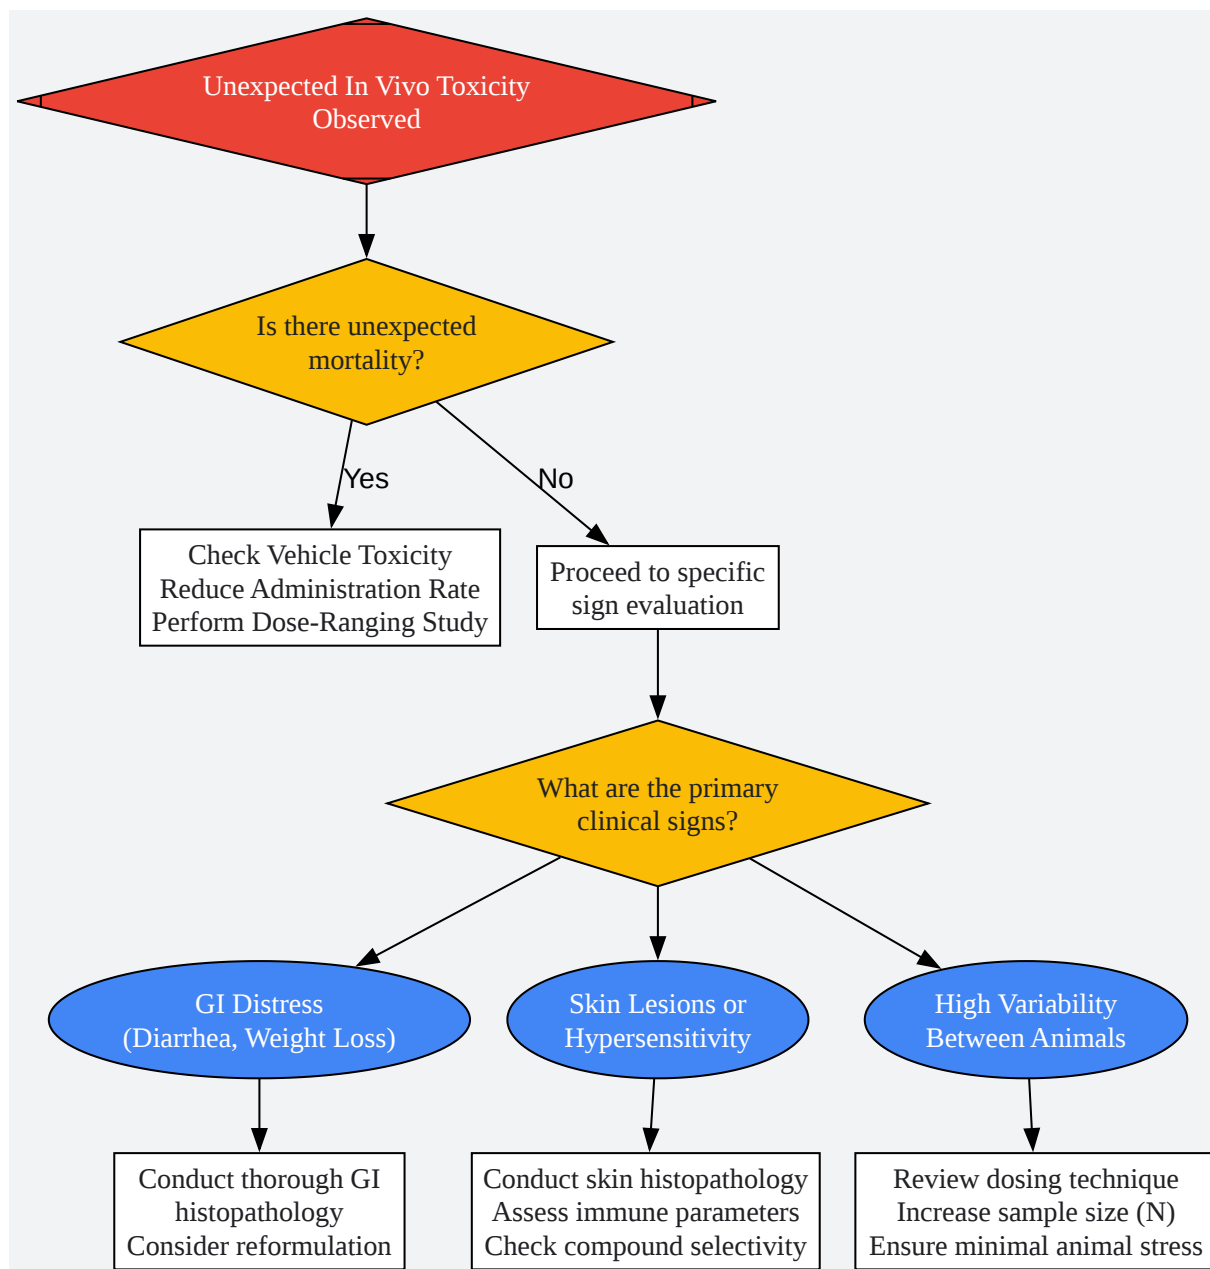 Unexpected In Vivo Toxicity
Observed
Is there unexpected
mortality?
Yes
No
Check Vehicle Toxicity
Reduce Administration Rate
Perform Dose-Ranging Study
Proceed to specific
sign evaluation
What are the primary
clinical signs?
GI Distress
(Diarrhea, Weight Loss)
Skin Lesions or
Hypersensitivity
High Variability
Between Animals
Conduct thorough GI
histopathology
Consider reformulation
Conduct skin histopathology
Assess immune parameters
Check compound selectivity
Review dosing technique
Increase sample size (N)
Ensure minimal animal stress